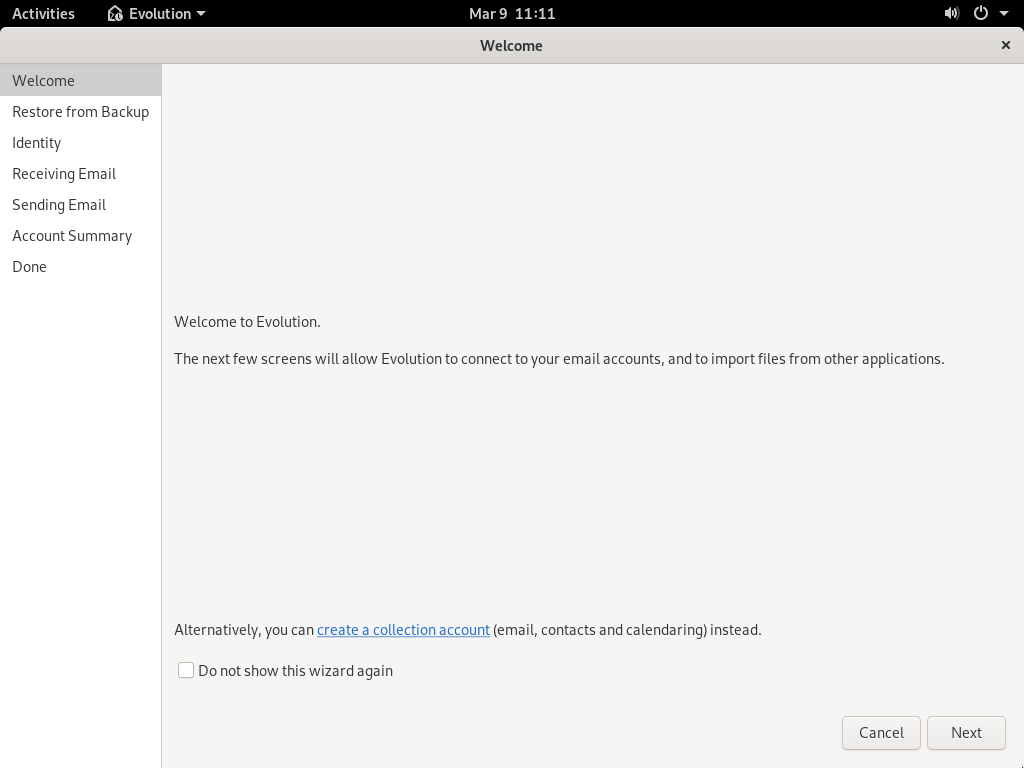 Activities Evolution Mar 9 11:11
Welcome
Welcome
Restore from Backup
Identity
Receiving Email
Sending Email
Account Summary
Done
Welcome to Evolution.
The next few screens will allow Evolution to connect to your email accounts, and to import files from other applications.
Alternatively, you can create a collection account (email, contacts and calendaring) instead.
Do not show this wizard again
Cancel Next